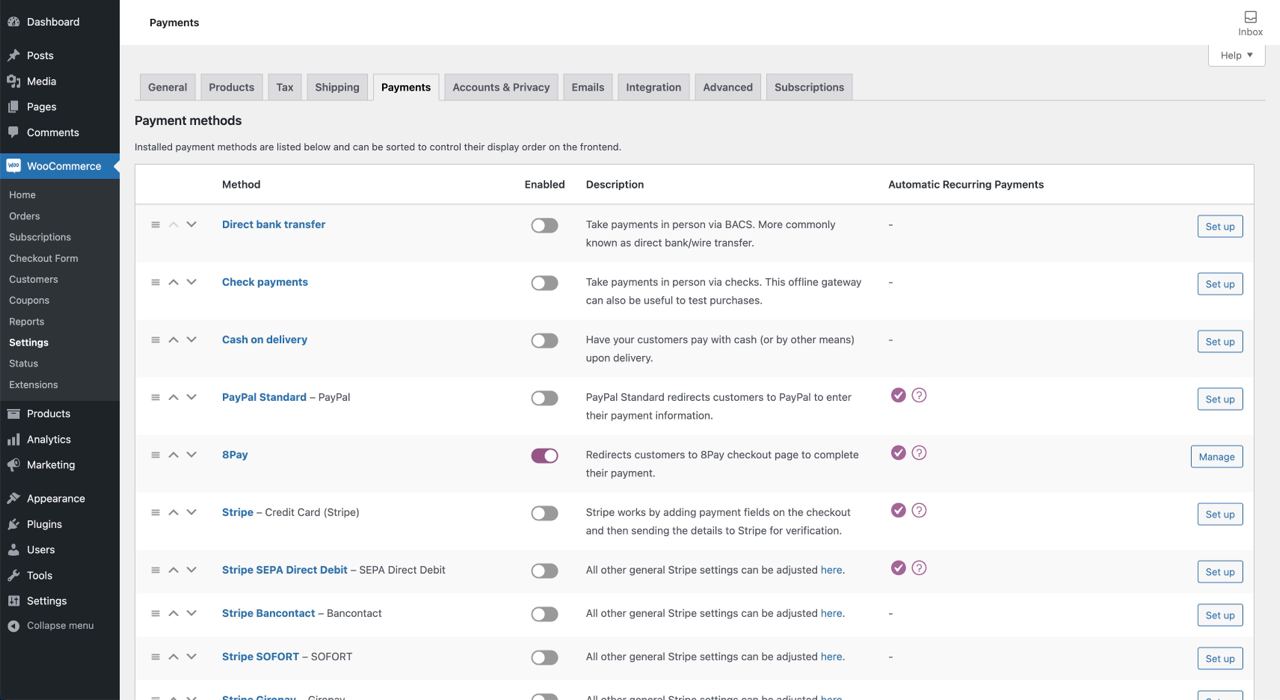 Dashboard
Posts
Media
Pages
Comments
WooCommerce
Home
Orders
Subscriptions
Checkout Form
Customers
Coupons
Reports
Settings
Status
Extensions
Products
Analytics
Marketing
Appearance
Plugins
Users
Tools
Settings
Collapse menu
Payments
Inbox
Help
General Products Tax Shipping Payments Accounts & Privacy Emails Integration Advanced Subscriptions
Payment methods
Installed payment methods are listed below and can be sorted to control their display order on the frontend.
Method Enabled Description Automatic Recurring Payments
Direct bank transfer Take payments in person via BACS. More commonly - Set up
known as direct bank/wire transfer.
Check payments Take payments in person via checks. This offline gateway - Set up
can also be useful to test purchases.
Cash on delivery Have your customers pay with cash (or by other means) - Set up
upon delivery.
PayPal Standard – PayPal PayPal Standard redirects customers to PayPal to enter ? Set up
their payment information.
8Pay Redirects customers to 8Pay checkout page to complete ? Manage
their payment.
Stripe – Credit Card (Stripe) Stripe works by adding payment fields on the checkout ? Set up
and then sending the details to Stripe for verification.
Stripe SEPA Direct Debit – SEPA Direct Debit All other general Stripe settings can be adjusted here. ? Set up
Stripe Bancontact – Bancontact All other general Stripe settings can be adjusted here. - Set up
Stripe SOFORT – SOFORT All other general Stripe settings can be adjusted here. - Set up
Stripe Giropay – Giropay All other general Stripe settings can be adjusted here.